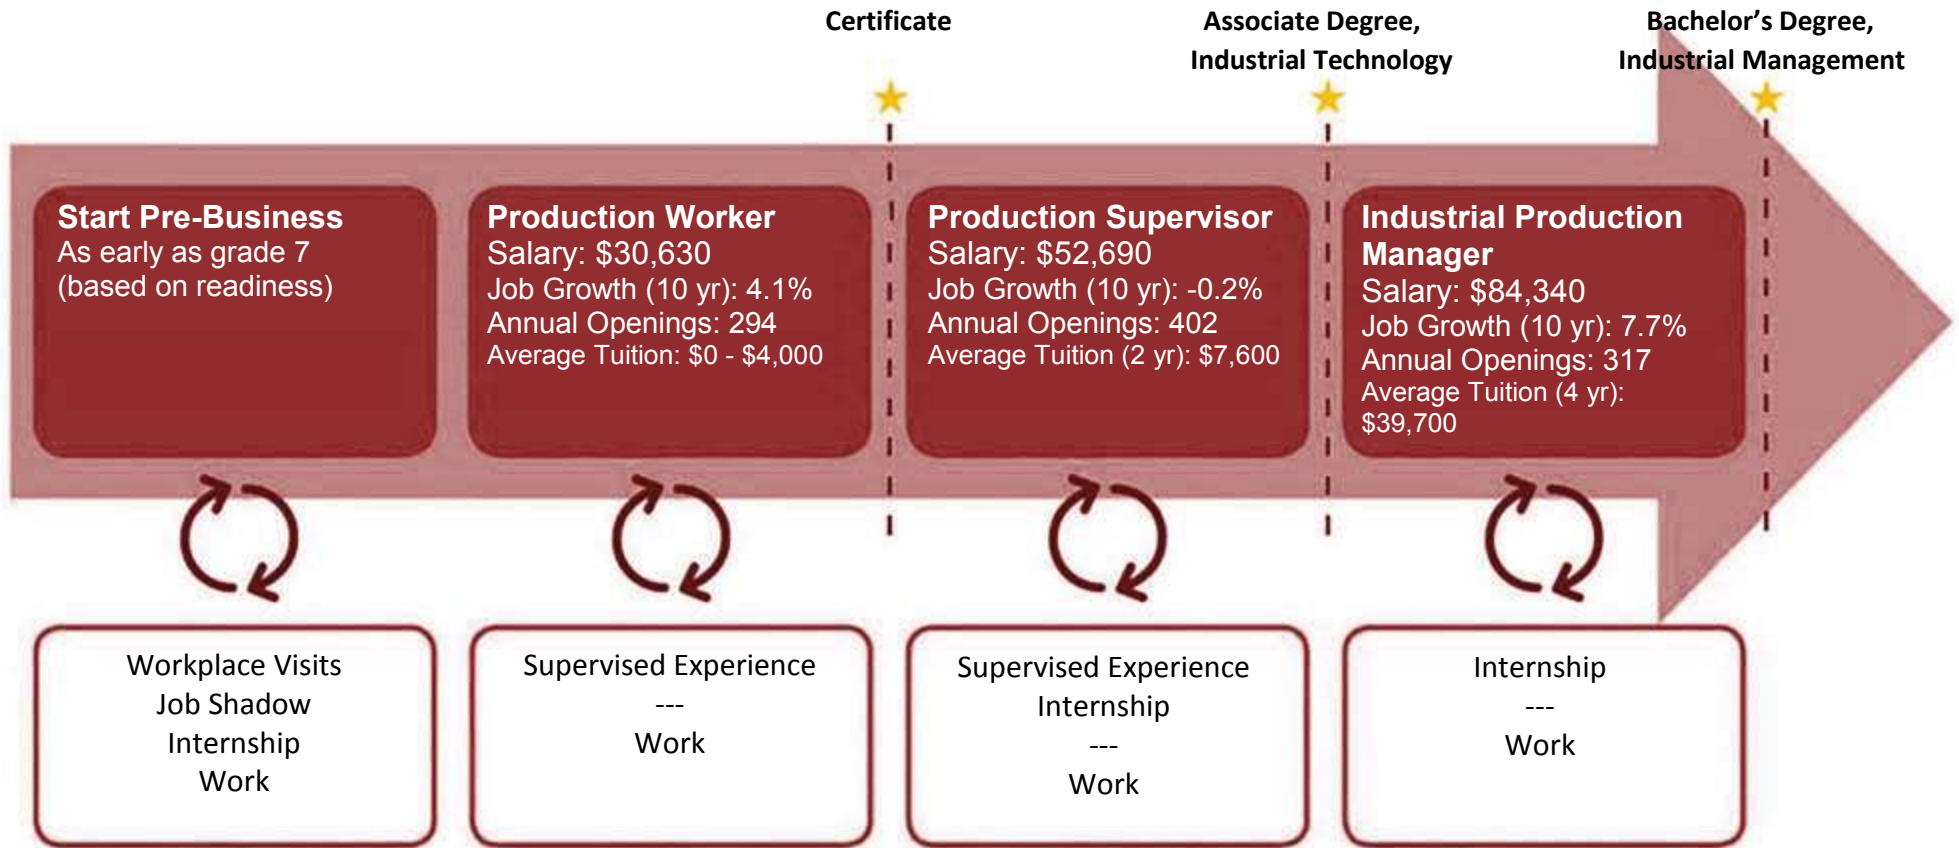 Certificate
Associate Degree,
Industrial Technology
Bachelor’s Degree,
Industrial Management
Start Pre-Business
As early as grade 7
(based on readiness)
Production Worker
Salary: $30,630
Job Growth (10 yr): 4.1%
Annual Openings: 294
Average Tuition: $0 - $4,000
Production Supervisor
Salary: $52,690
Job Growth (10 yr): -0.2%
Annual Openings: 402
Average Tuition (2 yr): $7,600
Industrial Production
Manager
Salary: $84,340
Job Growth (10 yr): 7.7%
Annual Openings: 317
Average Tuition (4 yr):
$39,700
Workplace Visits
Job Shadow
Internship
Work
Supervised Experience
---
Work
Supervised Experience
Internship
---
Work
Internship
---
Work